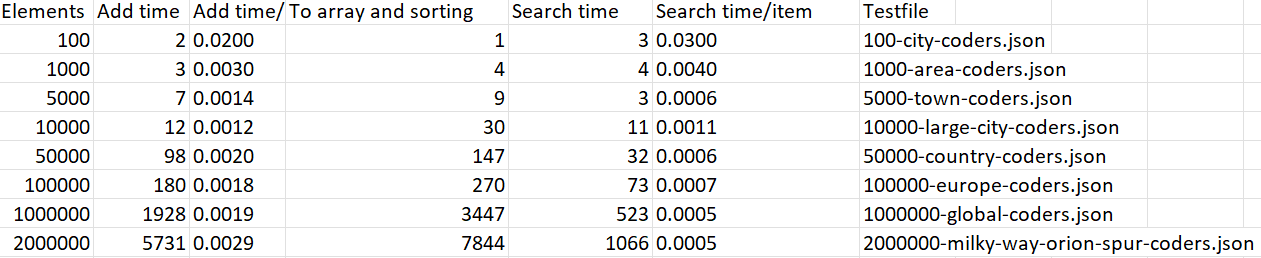 Elements Add time Add time/ To array and sorting Search time Search time/item Testfile
100 2 0.0200 1 3 0.0300 100-city-coders.json
1000 3 0.0030 4 4 0.0040 1000-area-coders.json
5000 7 0.0014 9 3 0.0006 5000-town-coders.json
10000 12 0.0012 30 11 0.0011 10000-large-city-coders.json
50000 98 0.0020 147 32 0.0006 50000-country-coders.json
100000 180 0.0018 270 73 0.0007 100000-europe-coders.json
1000000 1928 0.0019 3447 523 0.0005 1000000-global-coders.json
2000000 5731 0.0029 7844 1066 0.0005 2000000-milky-way-orion-spur-coders.json